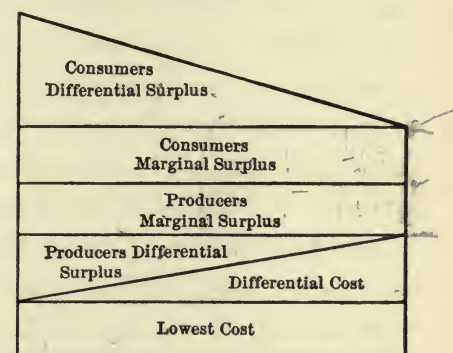 Consumers
Differential Surplus
Consumers
Marginal Surplus
Producers
Marginal Surplus
Producers Differential
Surplus
Differential Cost
Lowest Cost